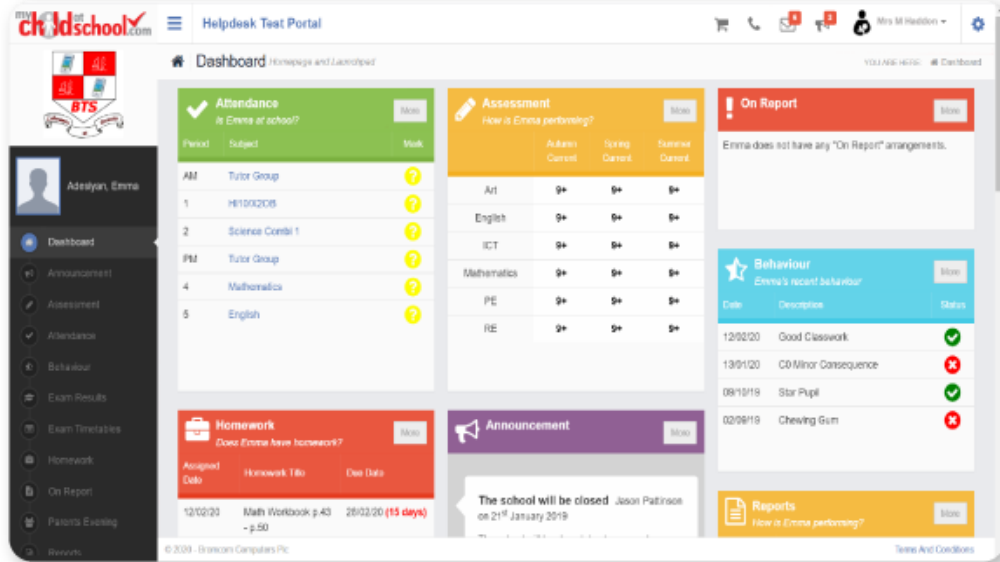 my child at school.com
Helpdesk Test Portal
6
2
Mrs M Haddon
BTS
Adesiyan, Emma
Dashboard
Announcement
Assessment
Attendance
Behaviour
Exam Results
Exam Timetables
Homework
On Report
Parents Evening
Reports
Dashboard Homepage and Launchpad
YOU ARE HERE: Dashboard
Attendance
Is Emma at school?
More
Period Subject Mark
AM Tutor Group ?
1 ?
2 Science Combi 1 ?
PM Tutor Group ?
4 Mathematics ?
5 English ?
Assessment
How is Emma performing?
More
Autumn Current Spring Current Summer Current
Art 9+ 9+ 9+
English 9+ 9+ 9+
ICT 9+ 9+ 9+
Mathematics 9+ 9+ 9+
PE 9+ 9+ 9+
RE 9+ 9+ 9+
On Report
More
Emma does not have any "On Report" arrangements.
Behaviour
Emma's recent behaviour
More
Date Description Status
12/02/20 Good Classwork
13/01/20 C0 Minor Consequence
09/10/19 Star Pupil
02/09/19 Chewing Gum
Homework
Does Emma have homework?
More
Assigned Date Homework Title Due Date
12/02/20 Math Workbook p.43 28/02/20 (15 days)
- p.50
Announcement
More
The school will be closed Jason Pattinson
on 21st January 2019
Reports
How is Emma performing?
More
© 2020 - Bromcom Computers Plc
Terms And Conditions